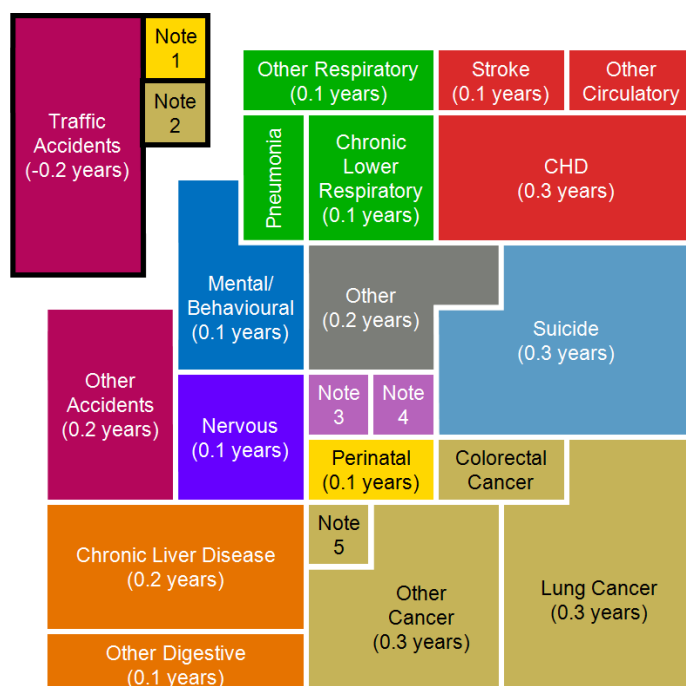 Traffic
Accidents
(-0.2 years)
Note
1
Note
2
Other Respiratory
(0.1 years)
Stroke
(0.1 years)
Other
Circulatory
Pneumonia
Chronic
Lower
Respiratory
(0.1 years)
CHD
(0.3 years)
Mental/
Behavioural
(0.1 years)
Other
(0.2 years)
Suicide
(0.3 years)
Other
Accidents
(0.2 years)
Nervous
(0.1 years)
Note
3
Note
4
Perinatal
(0.1 years)
Colorectal
Cancer
Chronic Liver Disease
(0.2 years)
Note
5
Other
Cancer
(0.3 years)
Lung Cancer
(0.3 years)
Other Digestive
(0.1 years)